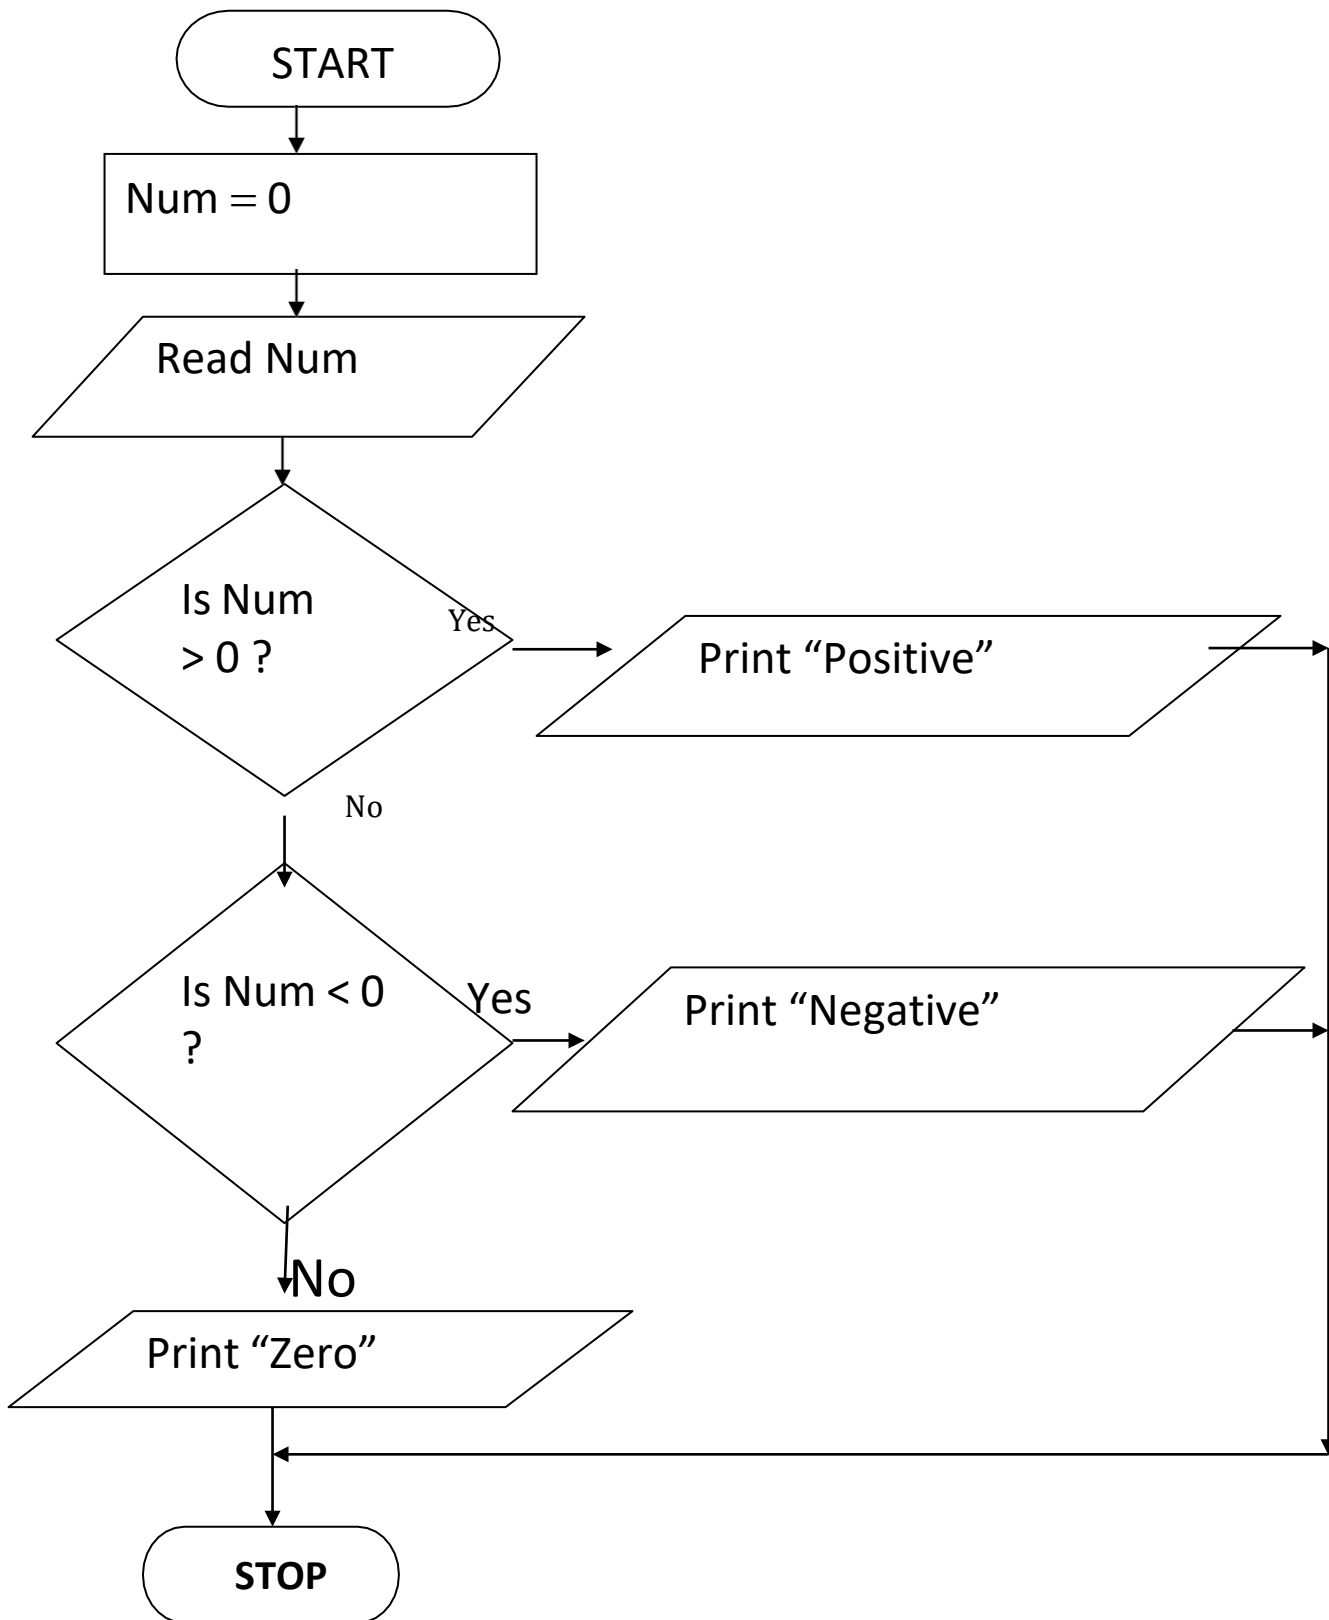 START
Num = 0
Read Num
Is Num
> 0 ?
Yes
Print “Positive”
No
Is Num < 0
?
Yes
Print “Negative”
No
Print “Zero”
STOP